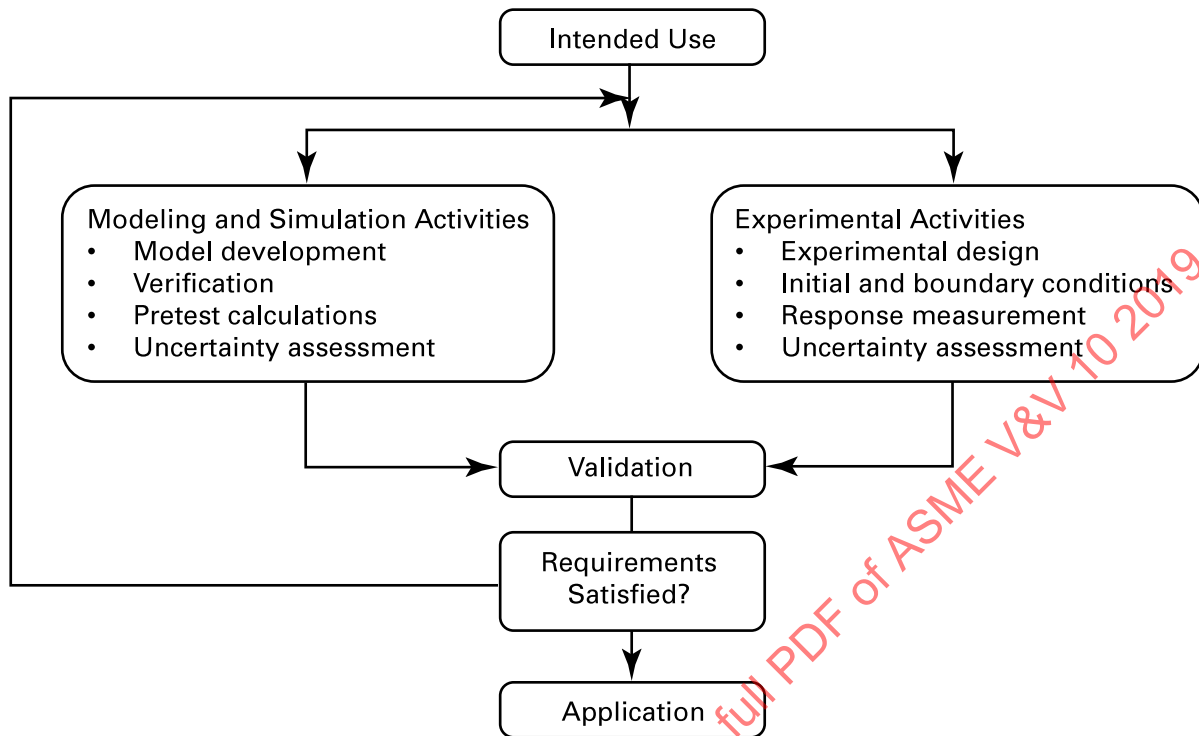 Intended Use
Modeling and Simulation Activities
• Model development
• Verification
• Pretest calculations
• Uncertainty assessment
Experimental Activities
• Experimental design
• Initial and boundary conditions
• Response measurement
• Uncertainty assessment
Validation
Requirements
Satisfied?
Application
full PDF of ASME V&V 10 2019